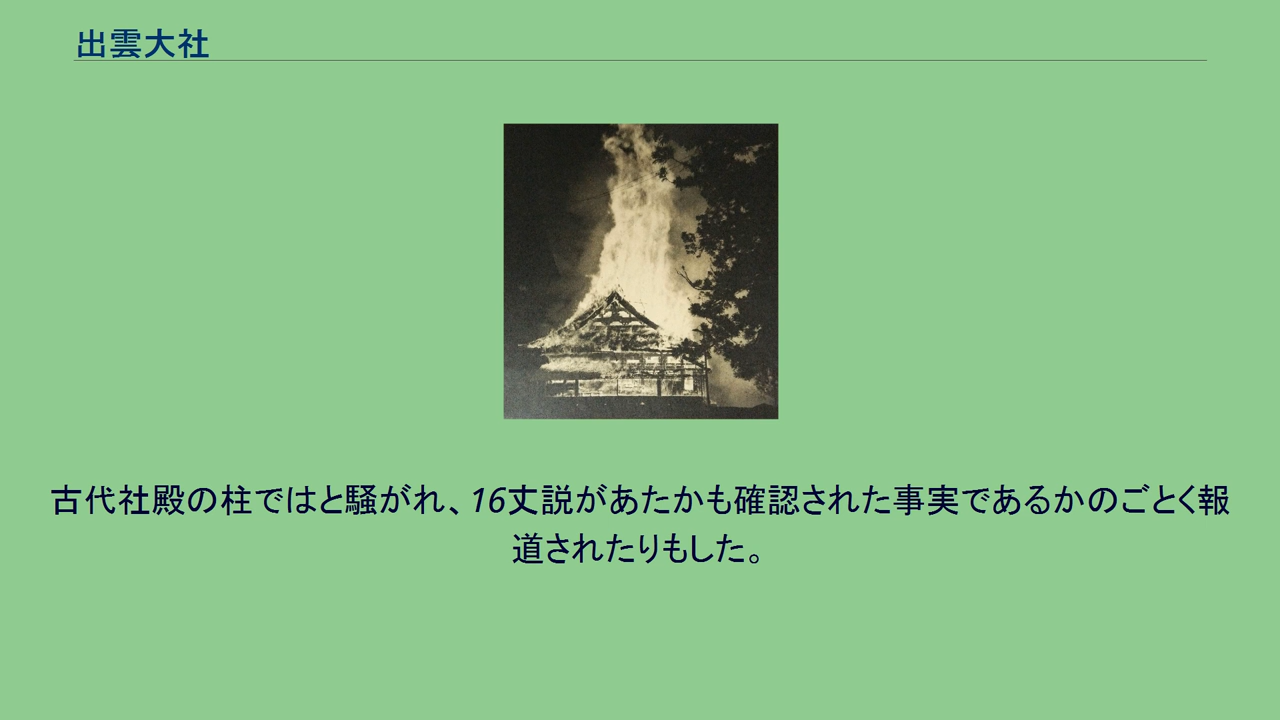 出雲大社
古代社殿の柱ではと騒がれ、16丈説があたかも確認された事実であるかのごとく報
道されたりもした。